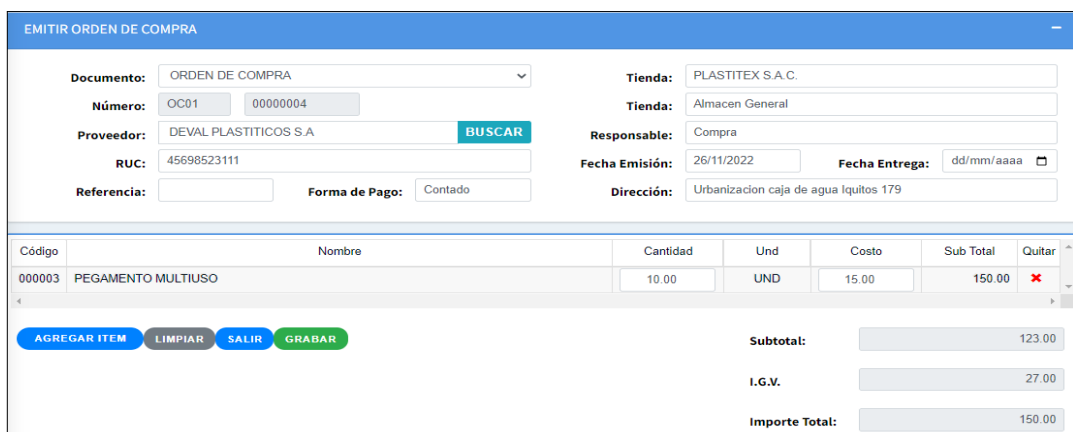 EMITIR ORDEN DE COMPRA
Documento: ORDEN DE COMPRA Tienda: PLASTITEX S.A.C.
Número: OC01 00000004 Tienda: Almacen General
Proveedor: DEVAL PLASTITICOS S.A BUSCAR Responsable: Compra
RUC: 45698523111 Fecha Emisión: 26/11/2022 Fecha Entrega: dd/mm/aaaa
Referencia: Forma de Pago: Contado Dirección: Urbanizacion caja de agua Iquitos 179
Código Nombre Cantidad Und Costo Sub Total Quitar
000003 PEGAMENTO MULTIUSO 10.00 UND 15.00 150.00
AGREGAR ITEM LIMPIAR SALIR GRABAR Subtotal: 123.00
I.G.V. 27.00
Importe Total: 150.00